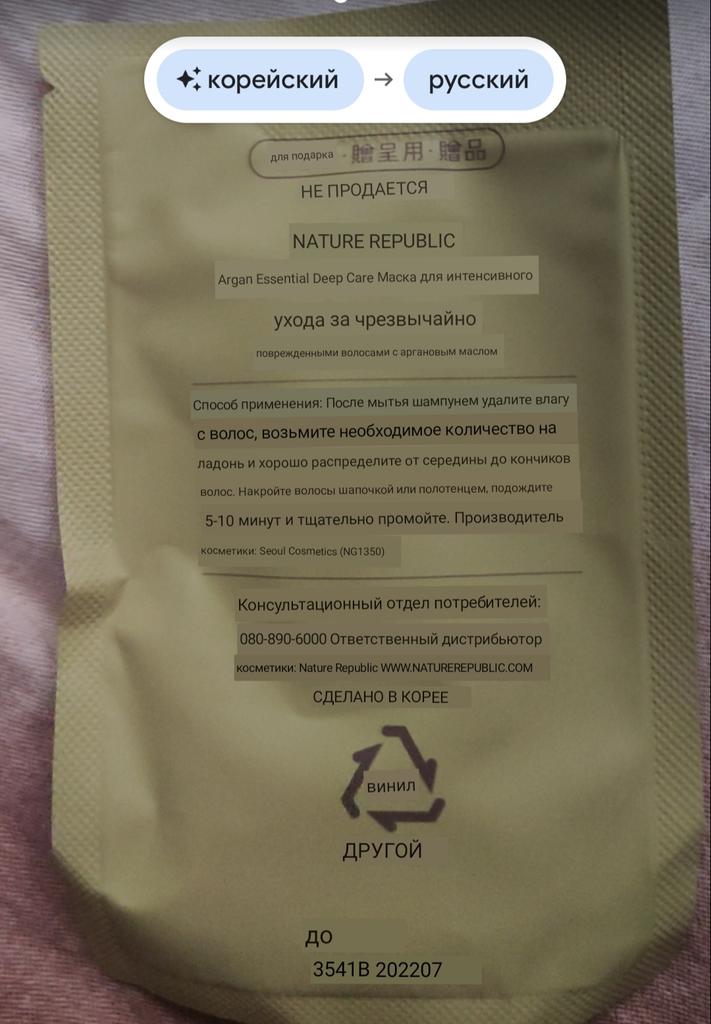 корейский → русский
для подарка · 贈呈用 · 贈品
НЕ ПРОДАЕТСЯ
NATURE REPUBLIC
Argan Essential Deep Care Маска для интенсивного
ухода за чрезвычайно
поврежденными волосами с аргановым маслом
Способ применения: После мытья шампунем удалите влагу
с волос, возьмите необходимое количество на
ладонь и хорошо распределите от середины до кончиков
волос. Накройте волосы шапочкой или полотенцем, подождите
5-10 минут и тщательно промойте. Производитель
косметики: Seoul Cosmetics (NG1350)
Консультационный отдел потребителей:
080-890-6000 Ответственный дистрибьютор
косметики: Nature Republic WWW.NATUREREPUBLIC.COM
СДЕЛАНО В КОРЕЕ
винил
ДРУГОЙ
ДО
3541B 202207